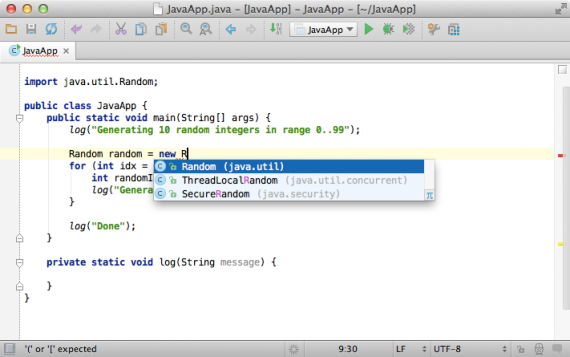 JavaApp.java – [JavaApp] – JavaApp – [~/JavaApp]
JavaApp
JavaApp
import java.util.Random;
public class JavaApp {
public static void main(String[] args) {
log("Generating 10 random integers in range 0..99");
Random random = new R
for (int idx =
Random (java.util)
int randomI
ThreadLocalRandom (java.util.concurrent)
log("Genera
SecureRandom (java.security)
}
log("Done");
}
private static void log(String message) {
}
}
'(' or '[' expected
9:30
LF
UTF-8